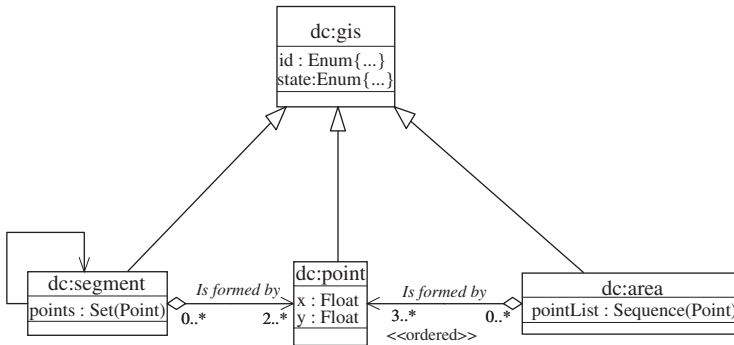 dc:gis
id : Enum{...}
state:Enum{...}
dc:segment
points : Set(Point)
Is formed by
0..*
2..*
dc:point
x : Float
y : Float
Is formed by
3..*
0..*
<<ordered>>
dc:area
pointList : Sequence(Point)